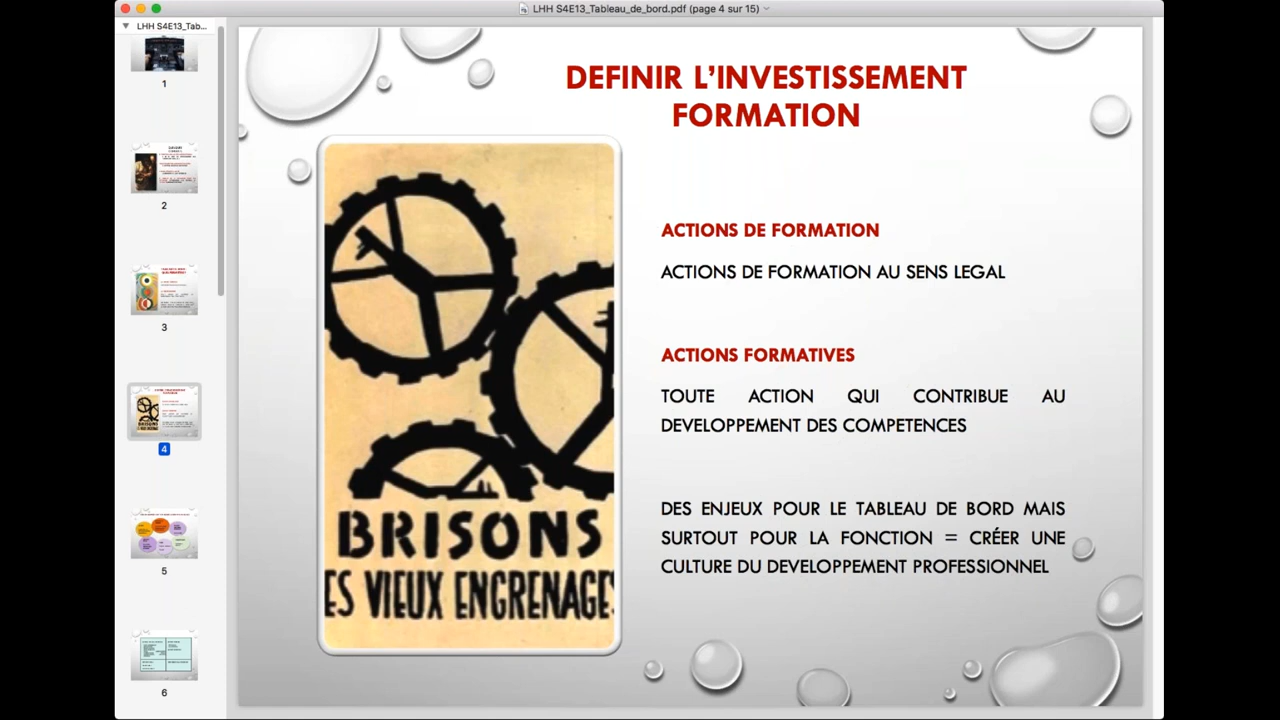 LHH S4E13_Tableau_de_bord.pdf (page 4 sur 15)
LHH S4E13_Tab...
1
2
3
4
5
6
DEFINIR L'INVESTISSEMENT
FORMATION
BRISONS
ES VIEUX ENGRENAGES
ACTIONS DE FORMATION
ACTIONS DE FORMATION AU SENS LEGAL
ACTIONS FORMATIVES
TOUTE ACTION QUI CONTRIBUE AU
DEVELOPPEMENT DES COMPETENCES
DES ENJEUX POUR LE TABLEAU DE BORD MAIS
SURTOUT POUR LA FONCTION = CRÉER UNE
CULTURE DU DEVELOPPEMENT PROFESSIONNEL